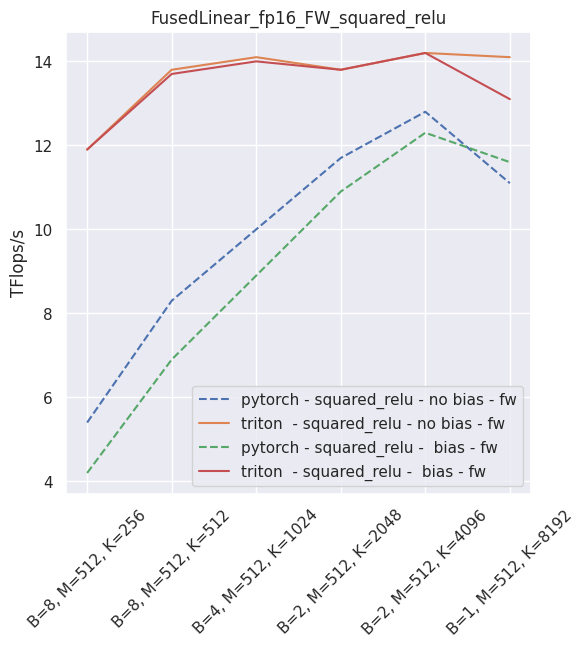 FusedLinear_fp16_FW_squared_relu
TFlops/s
14
12
10
8
6
4
pytorch - squared_relu - no bias - fw
triton  - squared_relu - no bias - fw
pytorch - squared_relu -  bias - fw
triton  - squared_relu -  bias - fw
B=8, M=512, K=256
B=8, M=512, K=512
B=4, M=512, K=1024
B=2, M=512, K=2048
B=2, M=512, K=4096
B=1, M=512, K=8192